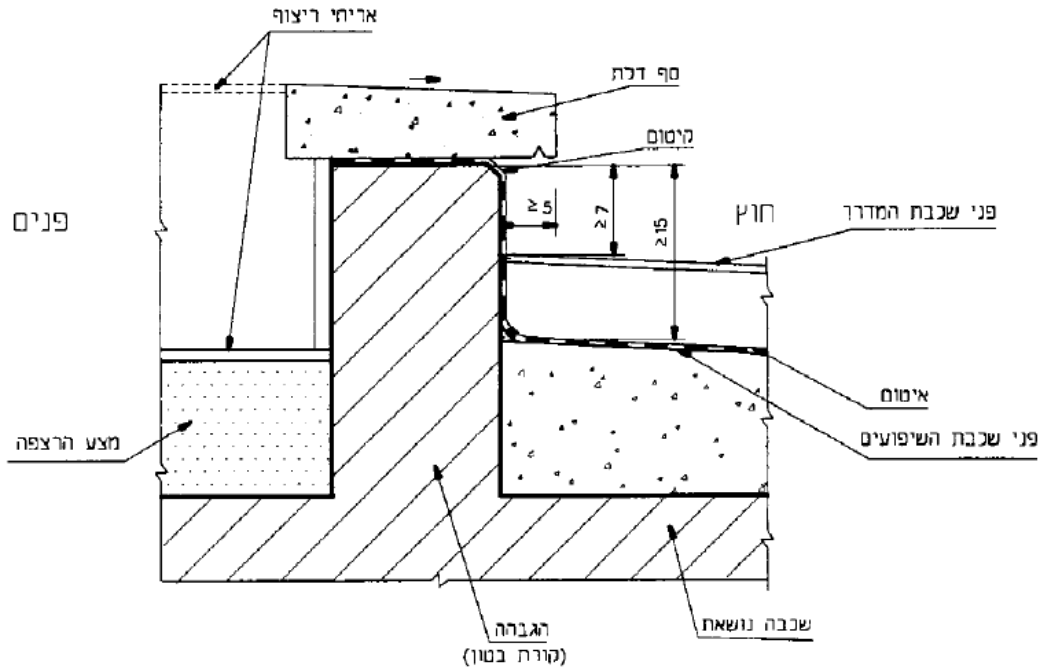 אריחי ריצוף
סף דלת
קיטום
פנים
≥5
≥7
≥15
חוץ
פני שכבת המדרך
איטום
פני שכבת השיפועים
מצע הרצפה
הגבהה
(קורת בטון)
שכבה נושאת